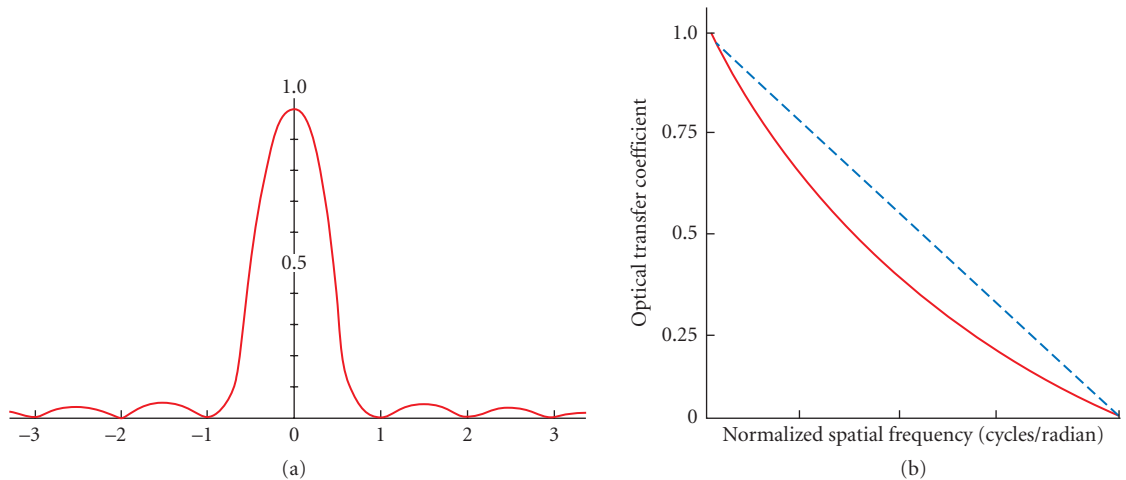 1.0
0.5
−3 −2 −1 0 1 2 3
(a)
Optical transfer coefficient
1.0
0.75
0.5
0.25
0
Normalized spatial frequency (cycles/radian)
(b)